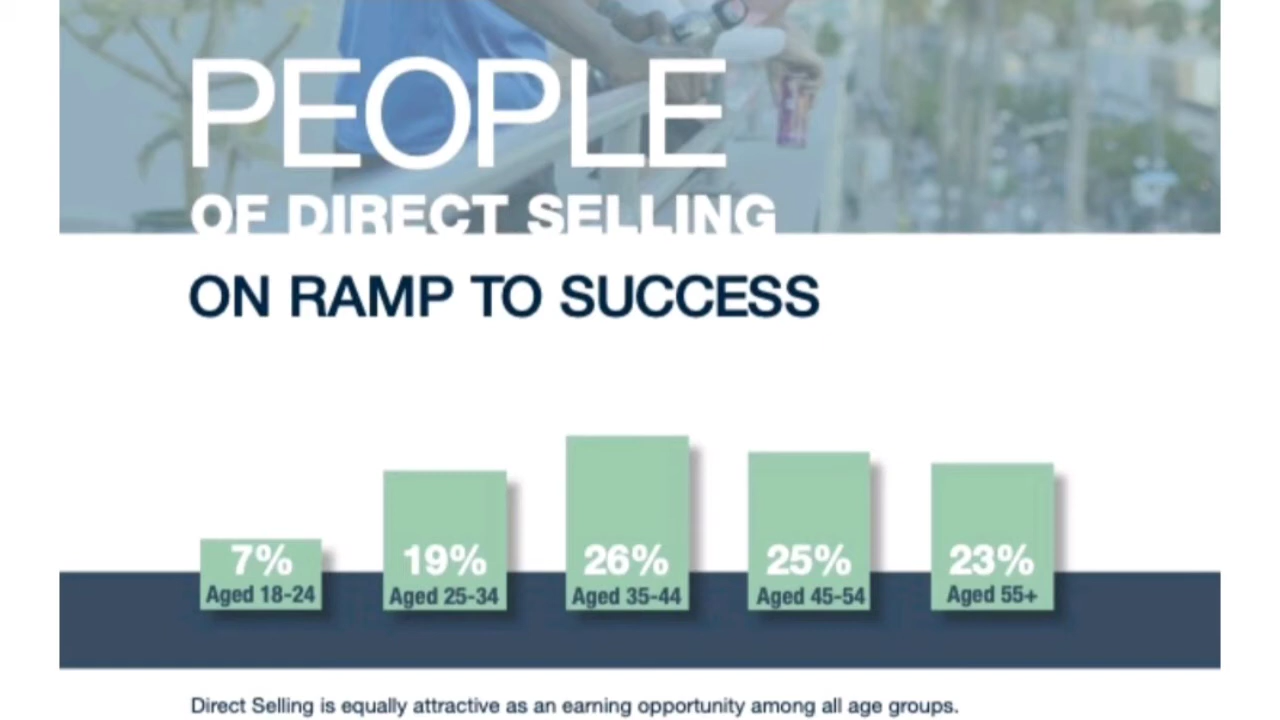 PEOPLE
OF DIRECT SELLING
ON RAMP TO SUCCESS
7%
Aged 18-24
19%
Aged 25-34
26%
Aged 35-44
25%
Aged 45-54
23%
Aged 55+
Direct Selling is equally attractive as an earning opportunity among all age groups.